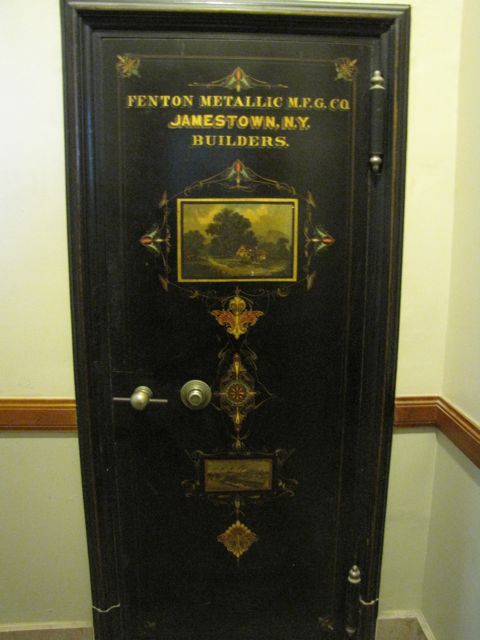 FENTON METALLIC M.F.G. CO.
JAMESTOWN, N.Y.
BUILDERS.